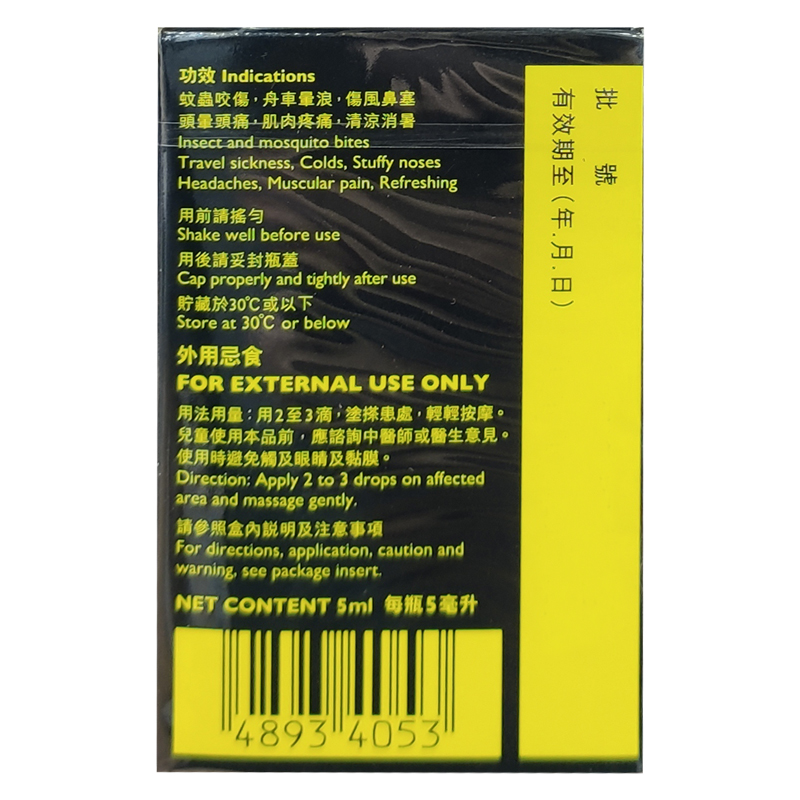 功效 Indications
蚊蟲咬傷，舟車暈浪，傷風鼻塞
頭暈頭痛，肌肉疼痛，清涼消暑
Insect and mosquito bites
Travel sickness, Colds, Stuffy noses
Headaches, Muscular pain, Refreshing
用前請搖勻
Shake well before use
用後請妥封瓶蓋
Cap properly and tightly after use
貯藏於30℃或以下
Store at 30℃ or below
外用忌食
FOR EXTERNAL USE ONLY
用法用量：用2至3滴，塗搽患處，輕輕按摩。
兒童使用本品前，應諮詢中醫師或醫生意見。
使用時避免觸及眼睛及黏膜。
Direction: Apply 2 to 3 drops on affected
area and massage gently.
請參照盒內說明及注意事項
For directions, application, caution and
warning, see package insert.
NET CONTENT 5ml 每瓶5毫升
4893 4053
批號
有效期至(年.月.日)